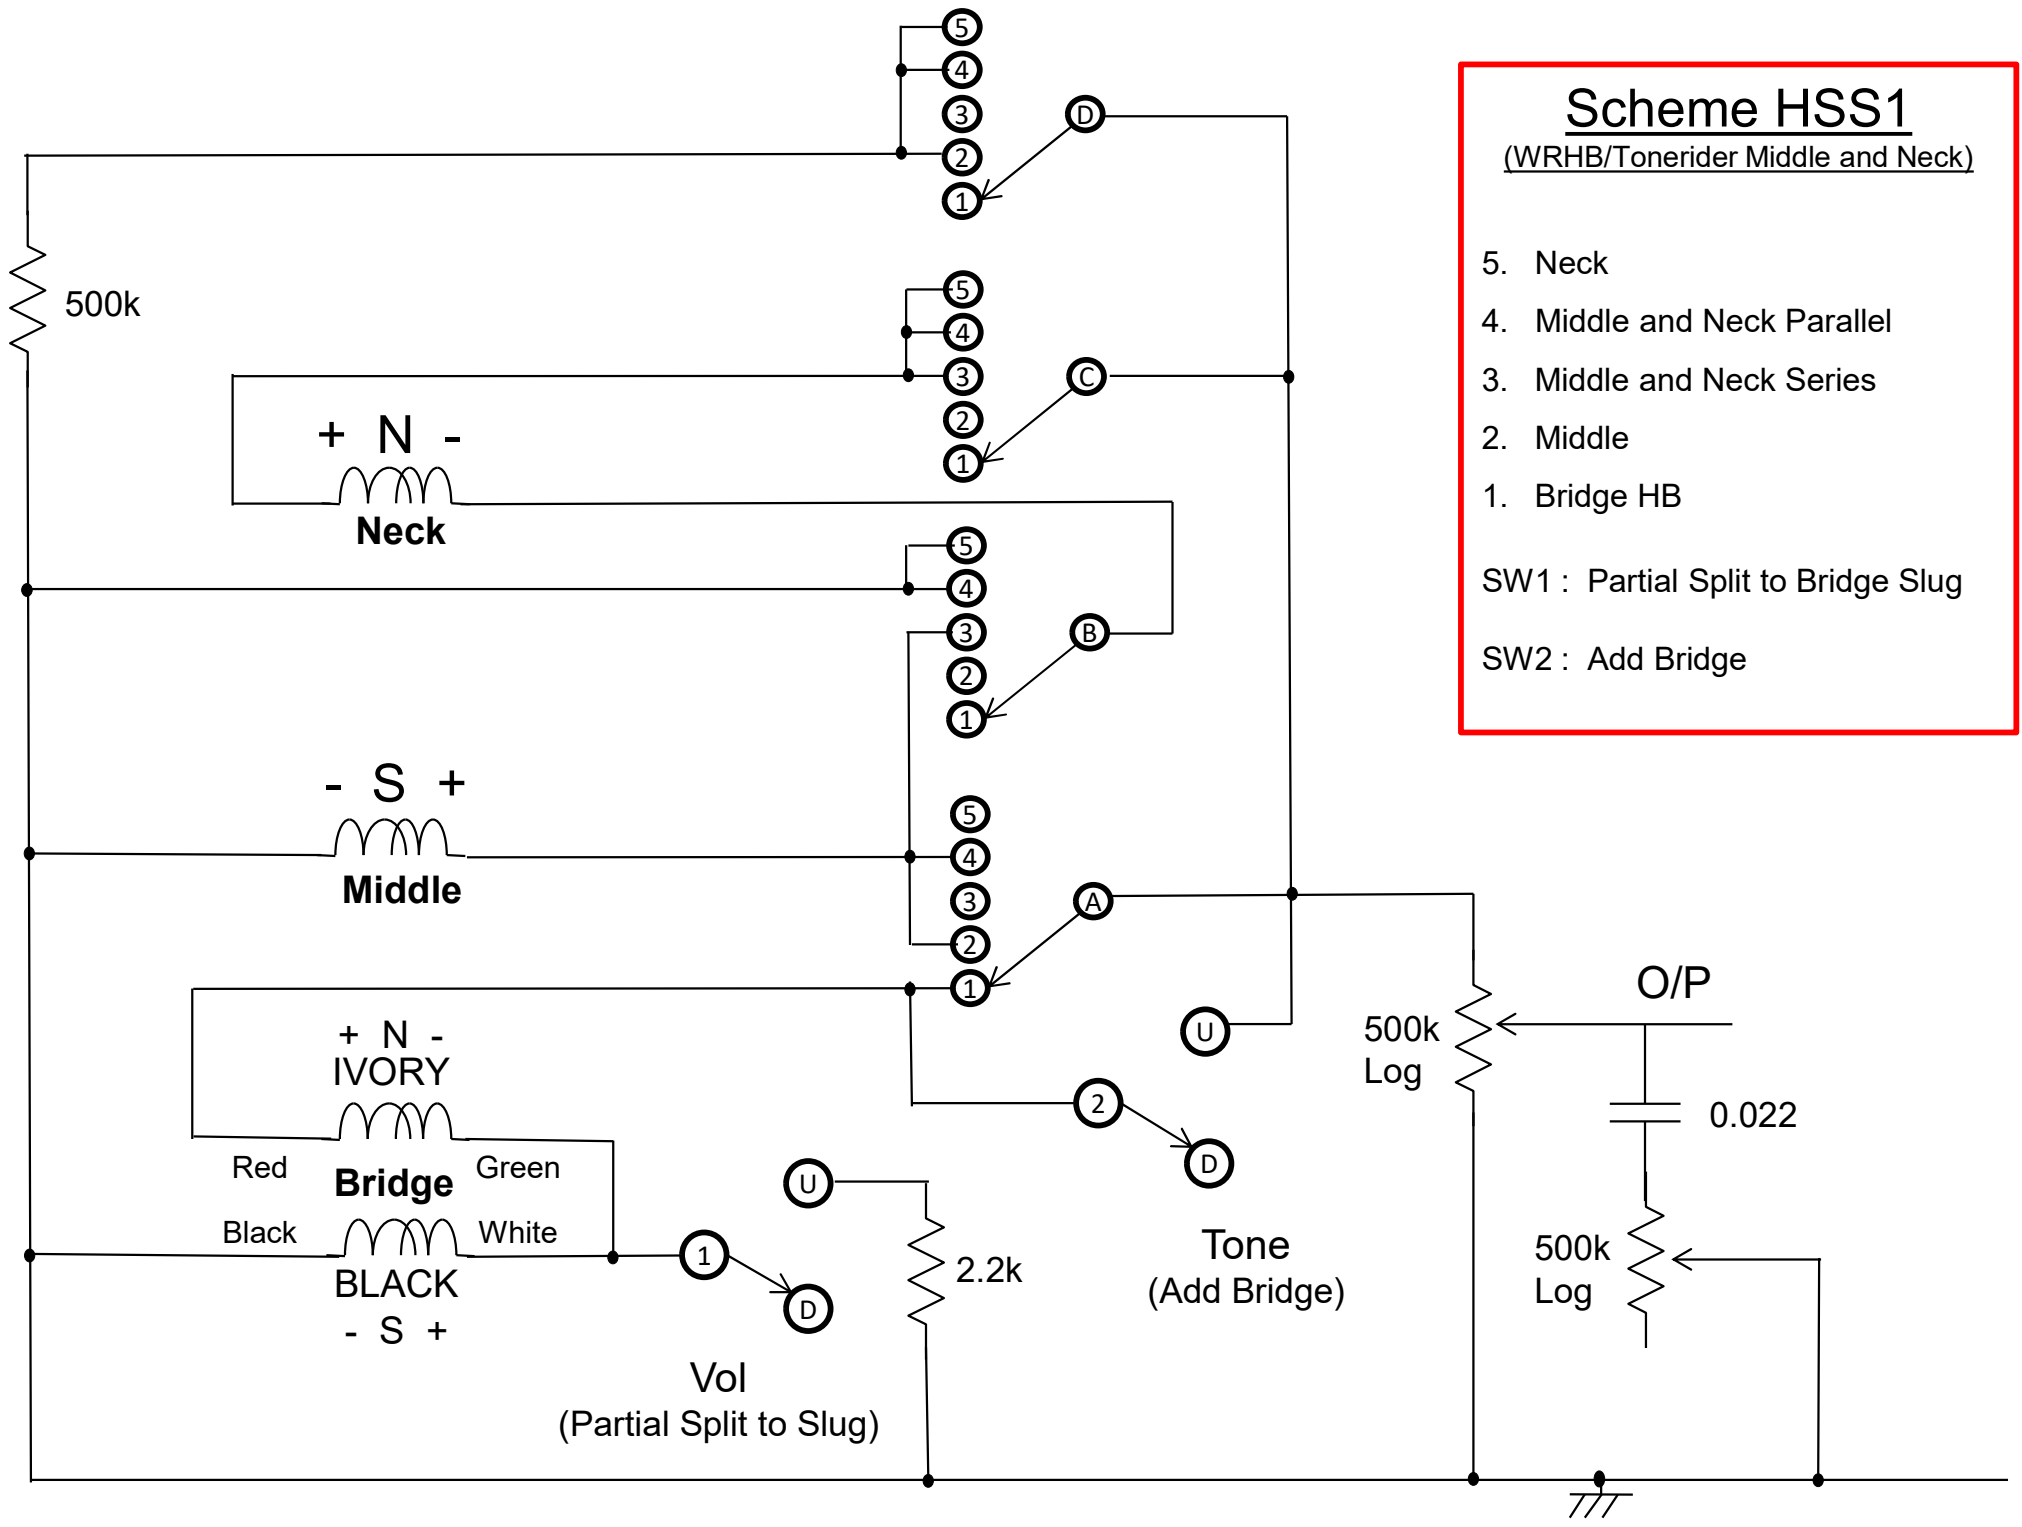 5
4
3
2
1
D
500k
5
4
3
2
1
C
+ N -
Neck
5
4
3
2
1
B
- S +
Middle
5
4
3
2
1
A
+ N -
IVORY
Red
Green
Bridge
Black
White
BLACK
- S +
1
U
D
2.2k
Vol
(Partial Split to Slug)
U
2
D
Tone
(Add Bridge)
500k
Log
O/P
0.022
500k
Log
Scheme HSS1
(WRHB/Tonerider Middle and Neck)
5. Neck
4. Middle and Neck Parallel
3. Middle and Neck Series
2. Middle
1. Bridge HB
SW1 : Partial Split to Bridge Slug
SW2 : Add Bridge